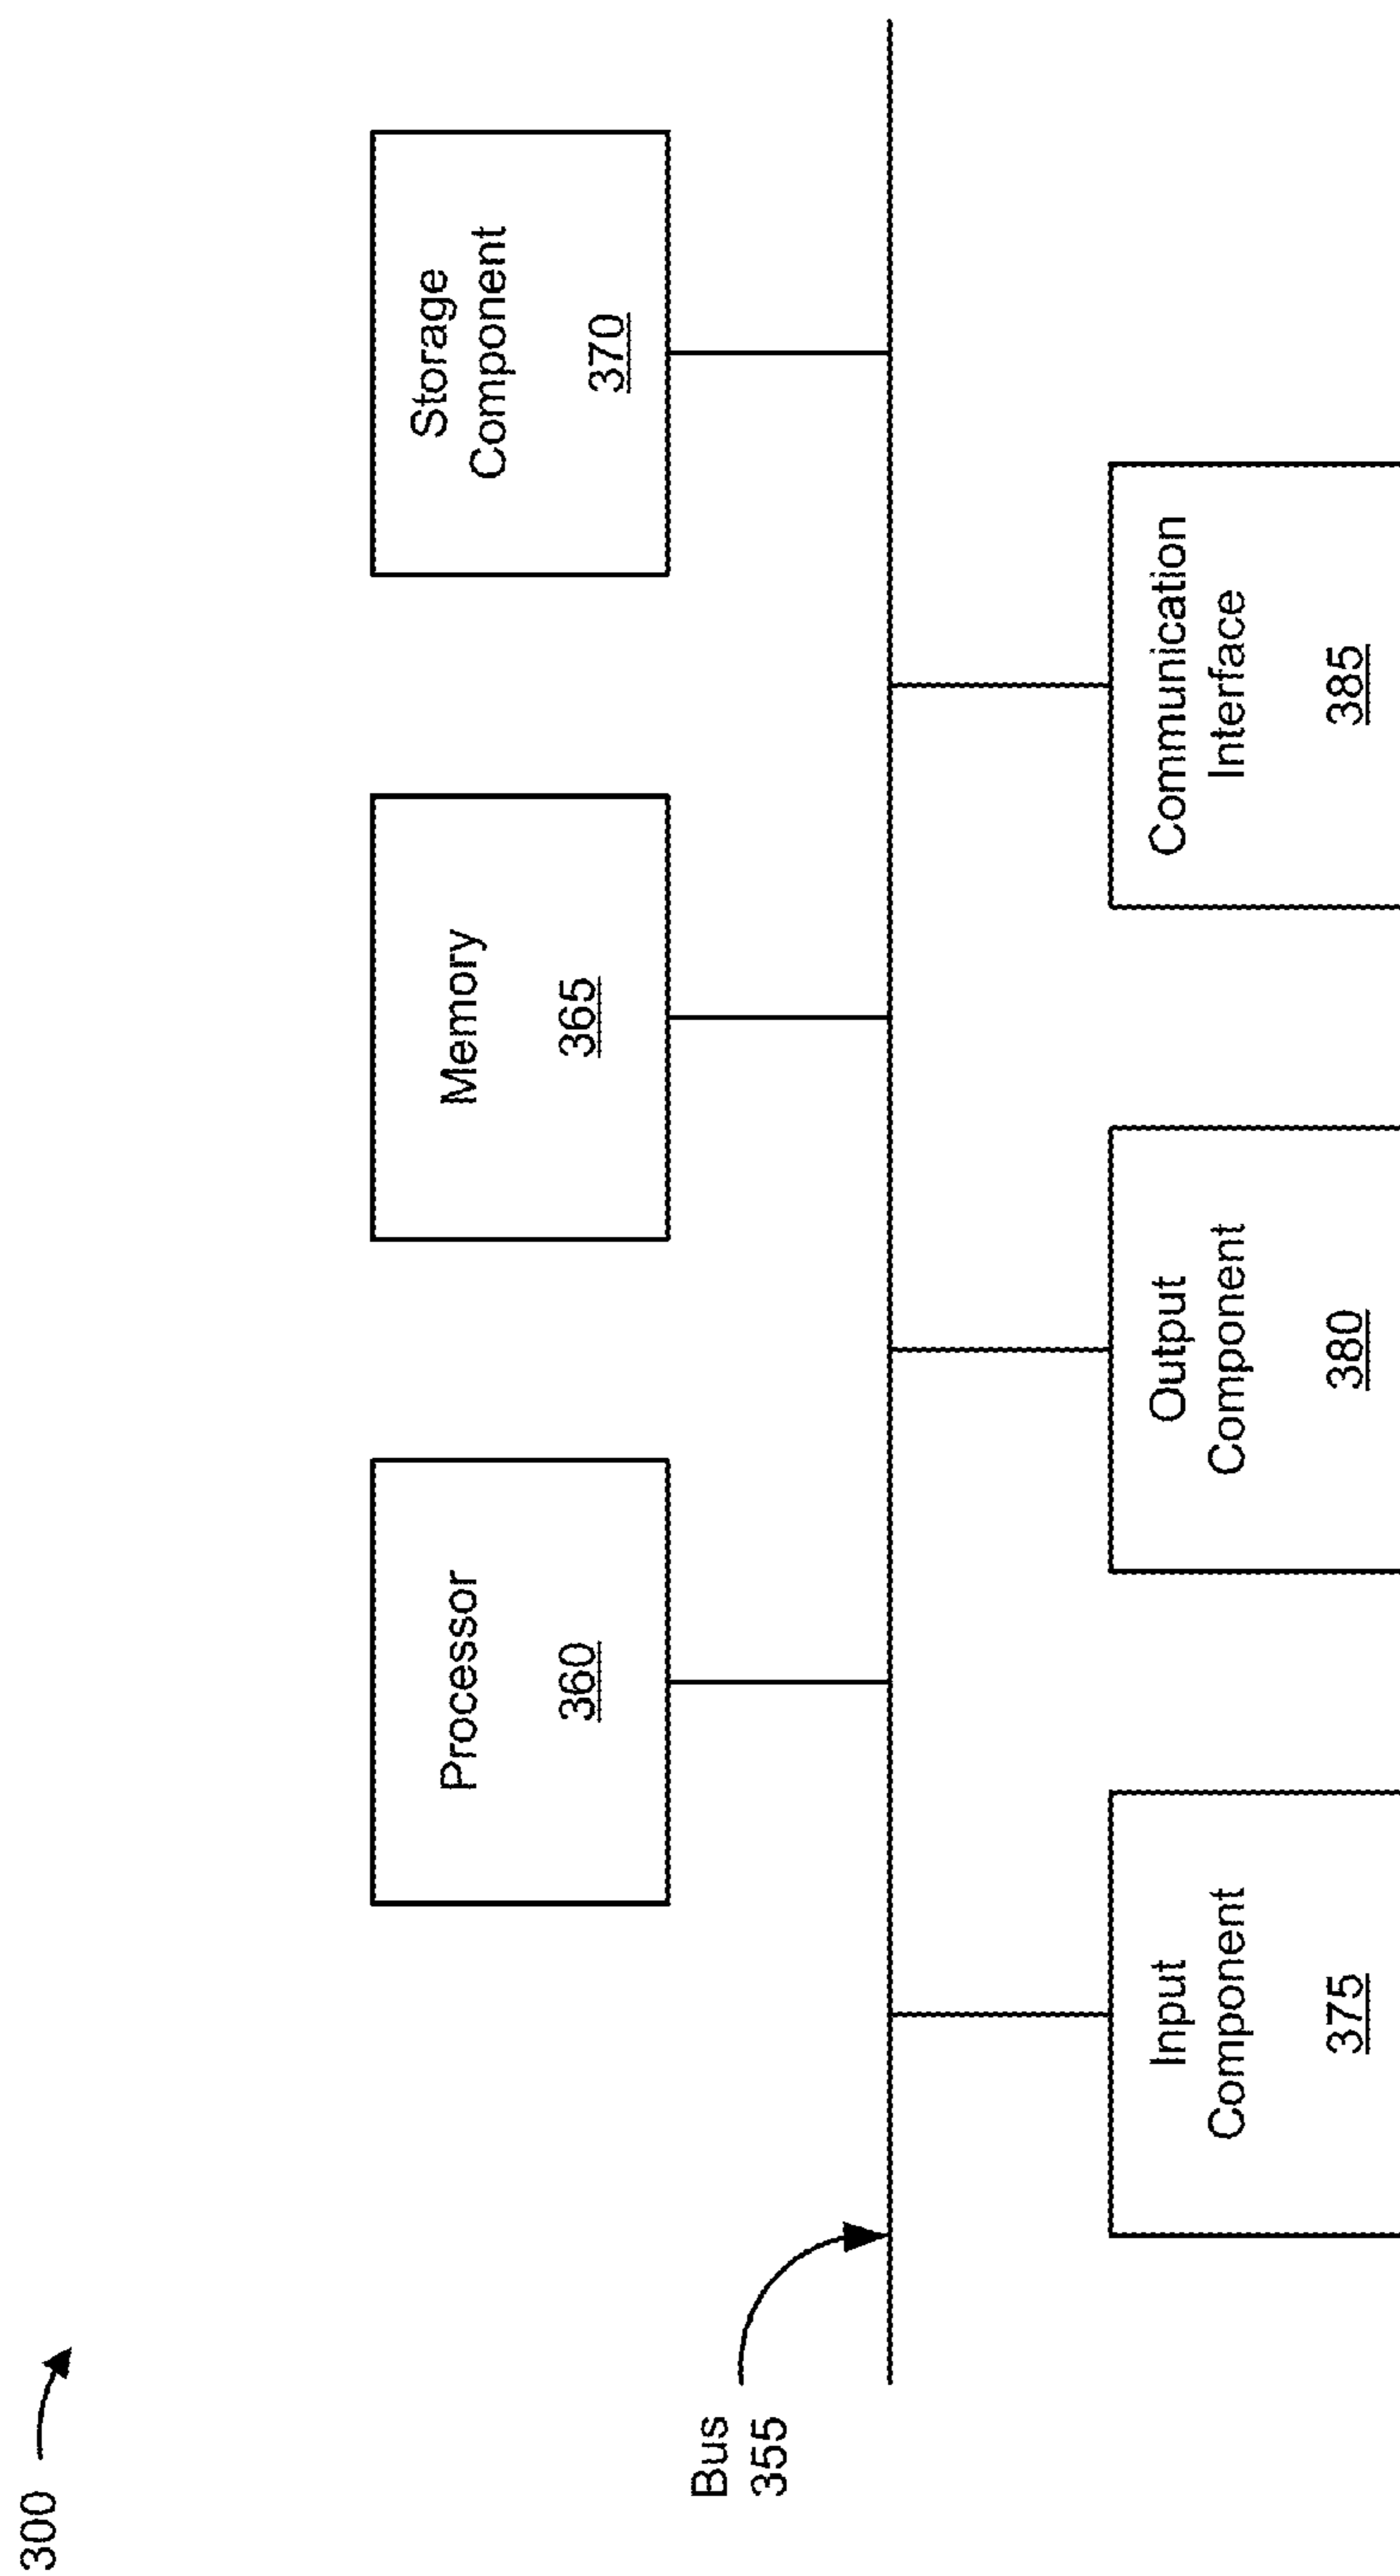 300
Processor
360
Memory
365
Storage
Component
370
Bus
355
Input
Component
375
Output
Component
380
Communication
Interface
385